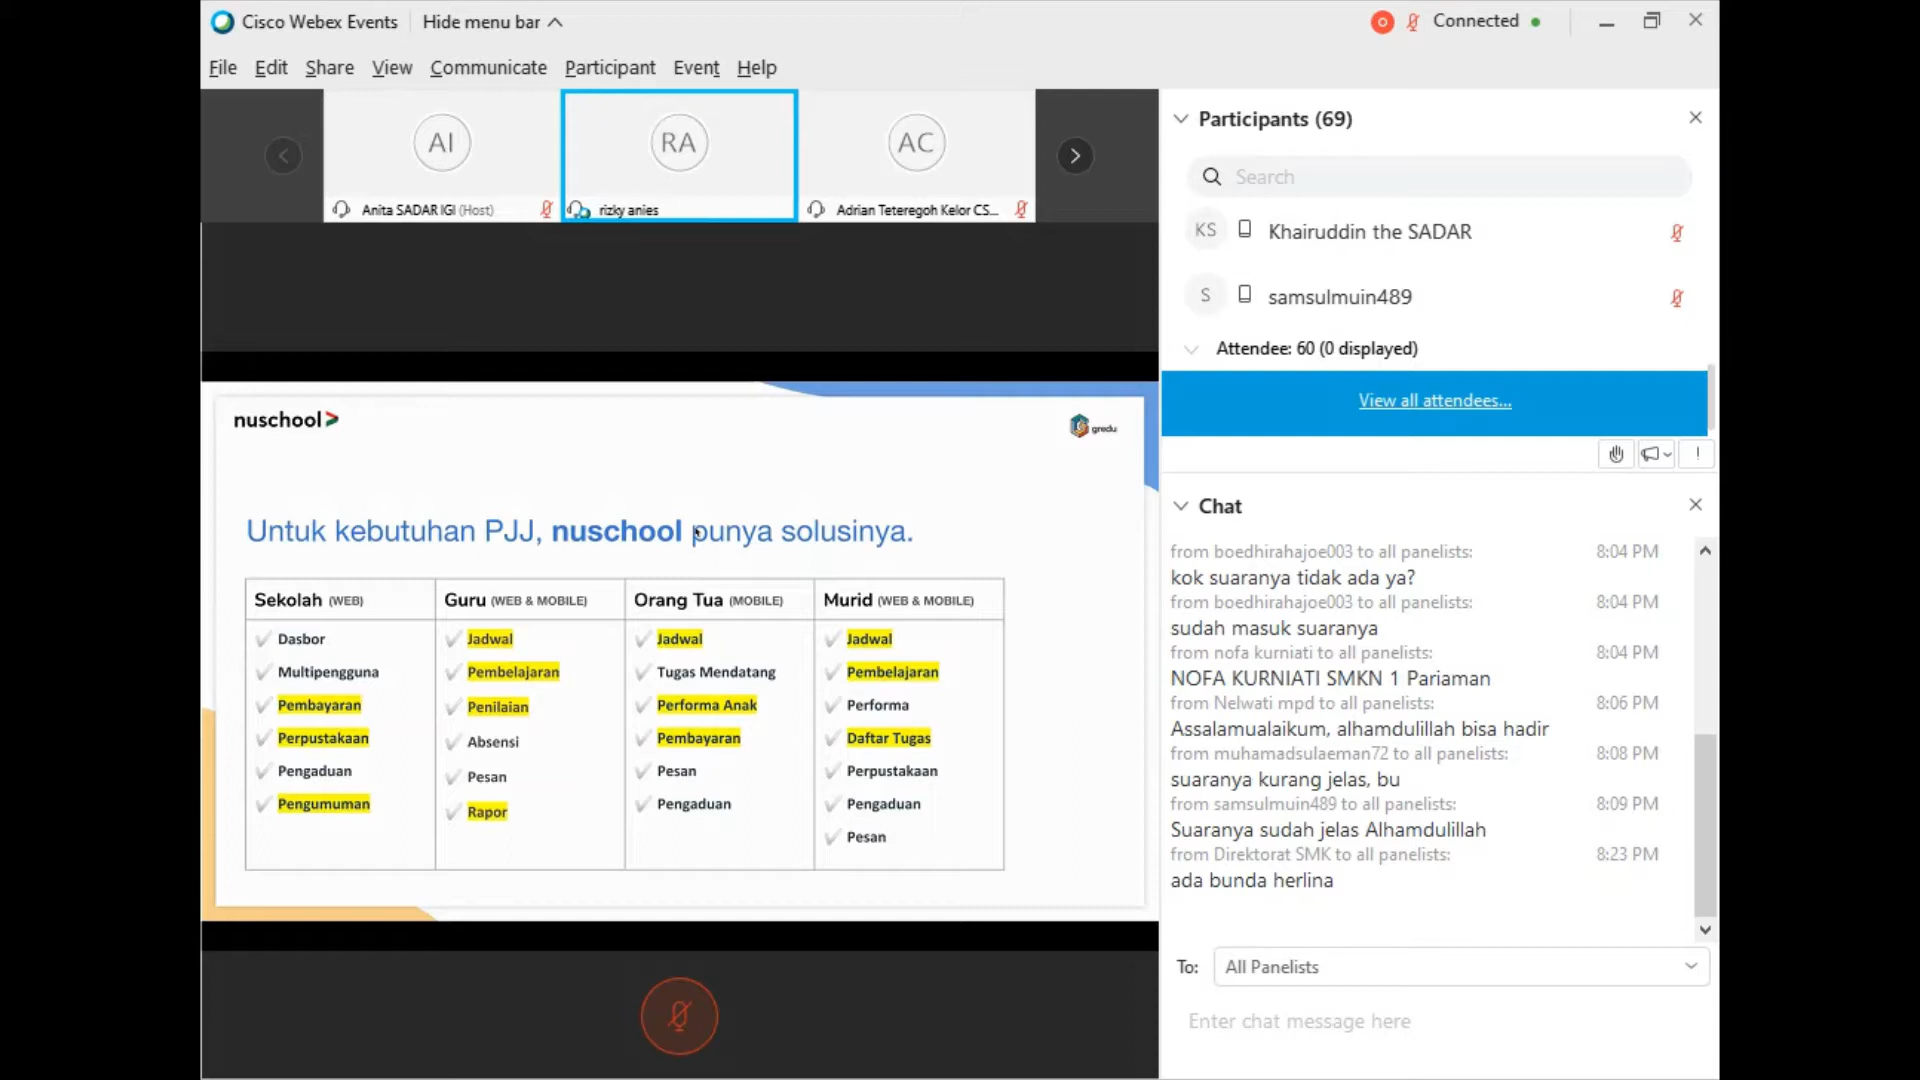 Cisco Webex Events
Hide menu bar
Connected
File Edit Share View Communicate Participant Event Help
AI
RA
AC
Anita SADAR IGI (Host)
rizky anies
Adrian Teteregoh Kelor CS...
Participants (69)
Search
KS
Khairuddin the SADAR
S
samsulmuin489
Attendee: 60 (0 displayed)
View all attendees...
nuschool>
gredu
Untuk kebutuhan PJJ, nuschool punya solusinya.
Sekolah (WEB)
Dasbor
Multipengguna
Pembayaran
Perpustakaan
Pengaduan
Pengumuman
Guru (WEB & MOBILE)
Jadwal
Pembelajaran
Penilaian
Absensi
Pesan
Rapor
Orang Tua (MOBILE)
Jadwal
Tugas Mendatang
Performa Anak
Pembayaran
Pesan
Pengaduan
Murid (WEB & MOBILE)
Jadwal
Pembelajaran
Performa
Daftar Tugas
Perpustakaan
Pengaduan
Pesan
Chat
from boedhirahajoe003 to all panelists: 8:04 PM
kok suaranya tidak ada ya?
from boedhirahajoe003 to all panelists: 8:04 PM
sudah masuk suaranya
from nofa kurniati to all panelists: 8:04 PM
NOFA KURNIATI SMKN 1 Pariaman
from Nelwati mpd to all panelists: 8:06 PM
Assalamualaikum, alhamdulillah bisa hadir
from muhamadsulaeman72 to all panelists: 8:08 PM
suaranya kurang jelas, bu
from samsulmuin489 to all panelists: 8:09 PM
Suaranya sudah jelas Alhamdulillah
from Direktorat SMK to all panelists: 8:23 PM
ada bunda herlina
To: All Panelists
Enter chat message here